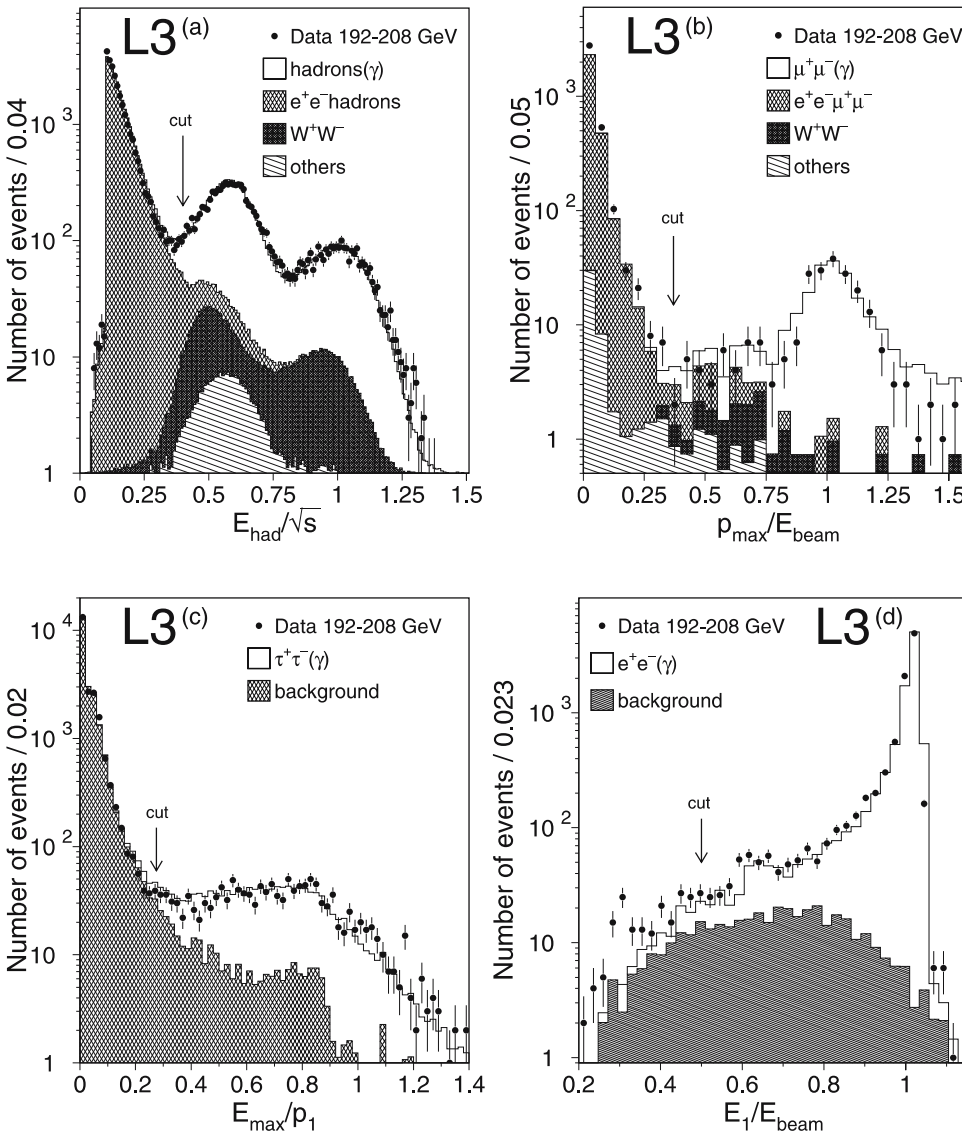 L3 (a)
Data 192-208 GeV
hadrons(γ)
e⁺e⁻hadrons
W⁺W⁻
others
cut
Number of events / 0.04
10³
10²
10
1
0 0.25 0.5 0.75 1 1.25 1.5
E_had/√s
L3 (b)
Data 192-208 GeV
μ⁺μ⁻(γ)
e⁺e⁻μ⁺μ⁻
W⁺W⁻
others
cut
Number of events / 0.05
10³
10²
10
1
0 0.25 0.5 0.75 1 1.25 1.5
p_max/E_beam
L3 (c)
Data 192-208 GeV
τ⁺τ⁻(γ)
background
cut
Number of events / 0.02
10⁴
10³
10²
10
1
0 0.2 0.4 0.6 0.8 1 1.2 1.4
E_max/p₁
L3 (d)
Data 192-208 GeV
e⁺e⁻(γ)
background
cut
Number of events / 0.023
10³
10²
10
1
0.2 0.4 0.6 0.8 1
E₁/E_beam